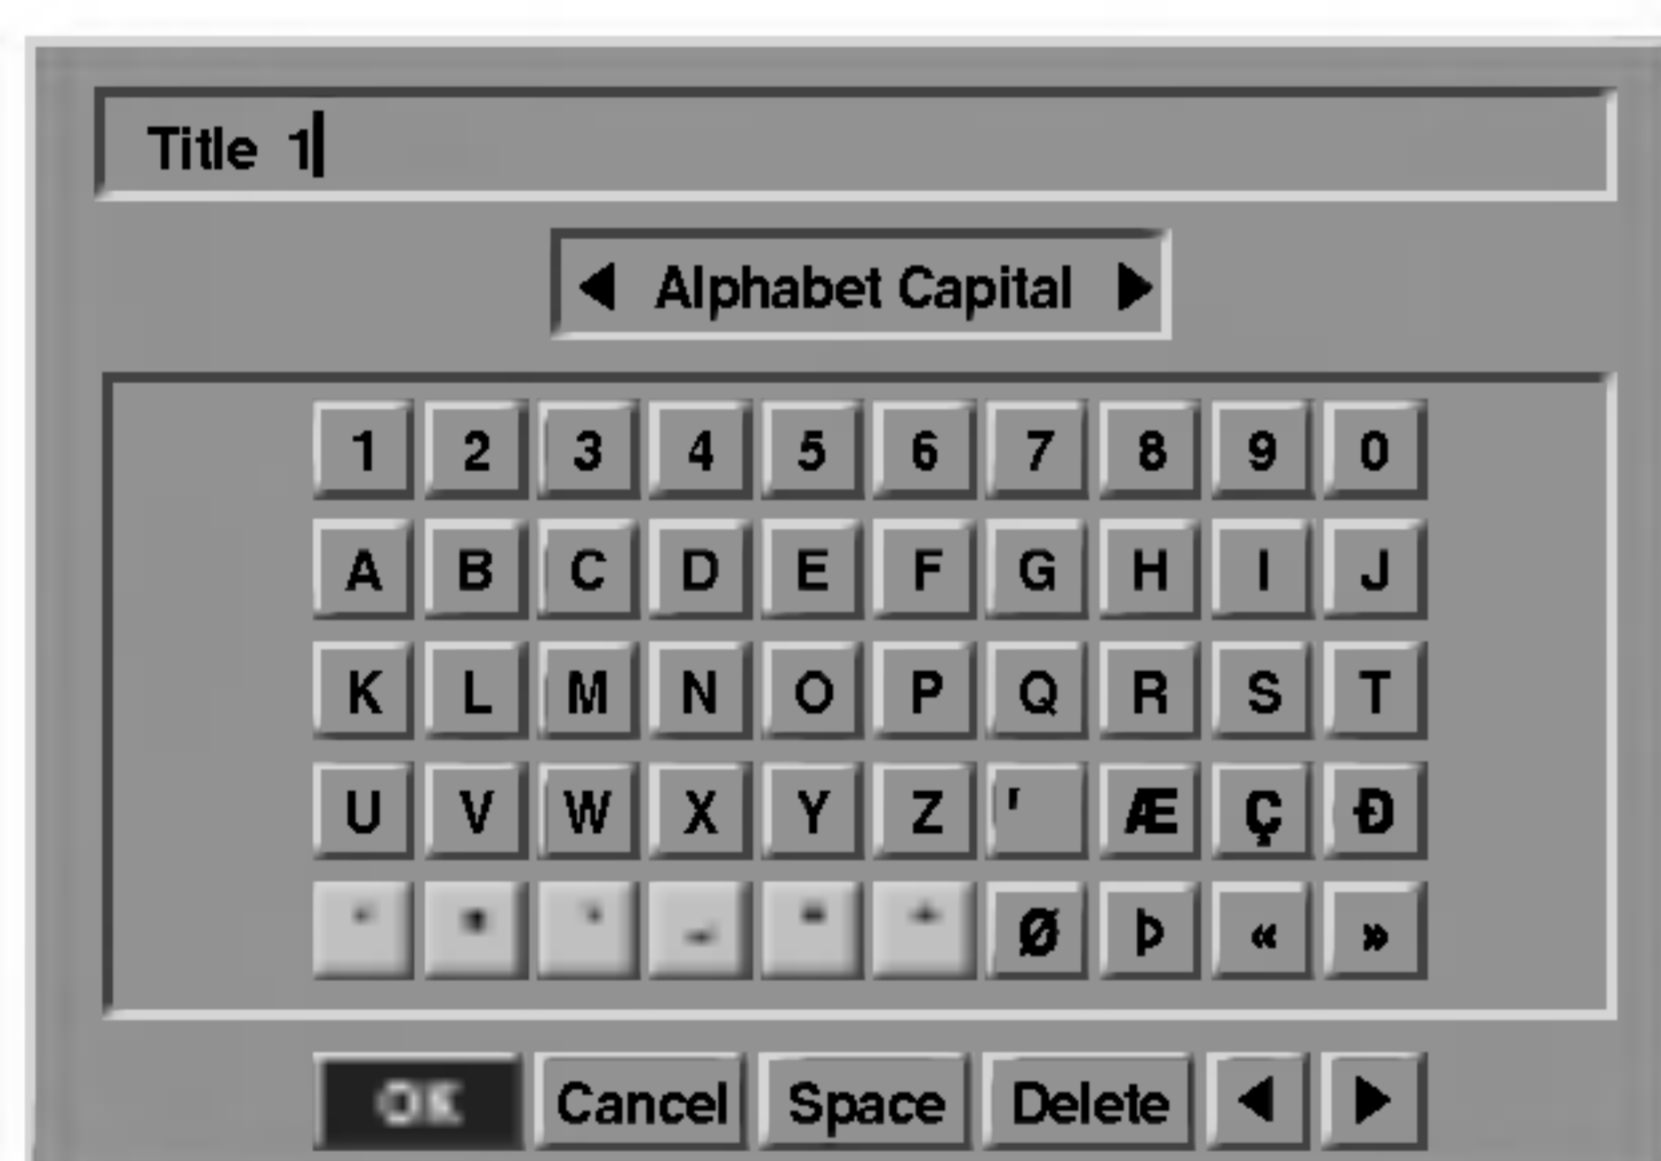 Title 1
◀ Alphabet Capital ▶
1 2 3 4 5 6 7 8 9 0
A B C D E F G H I J
K L M N O P Q R S T
U V W X Y Z ' Æ Ç Ð
Ø Þ « »
OK Cancel Space Delete ◀ ▶